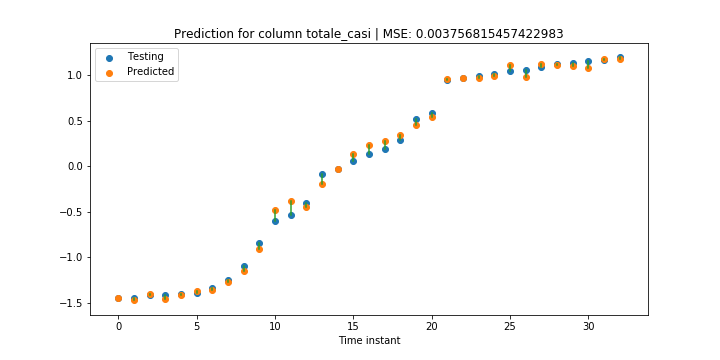 Prediction for column totale_casi | MSE: 0.003756815457422983
Testing
Predicted
1.0
0.5
0.0
−0.5
−1.0
−1.5
0 5 10 15 20 25 30
Time instant